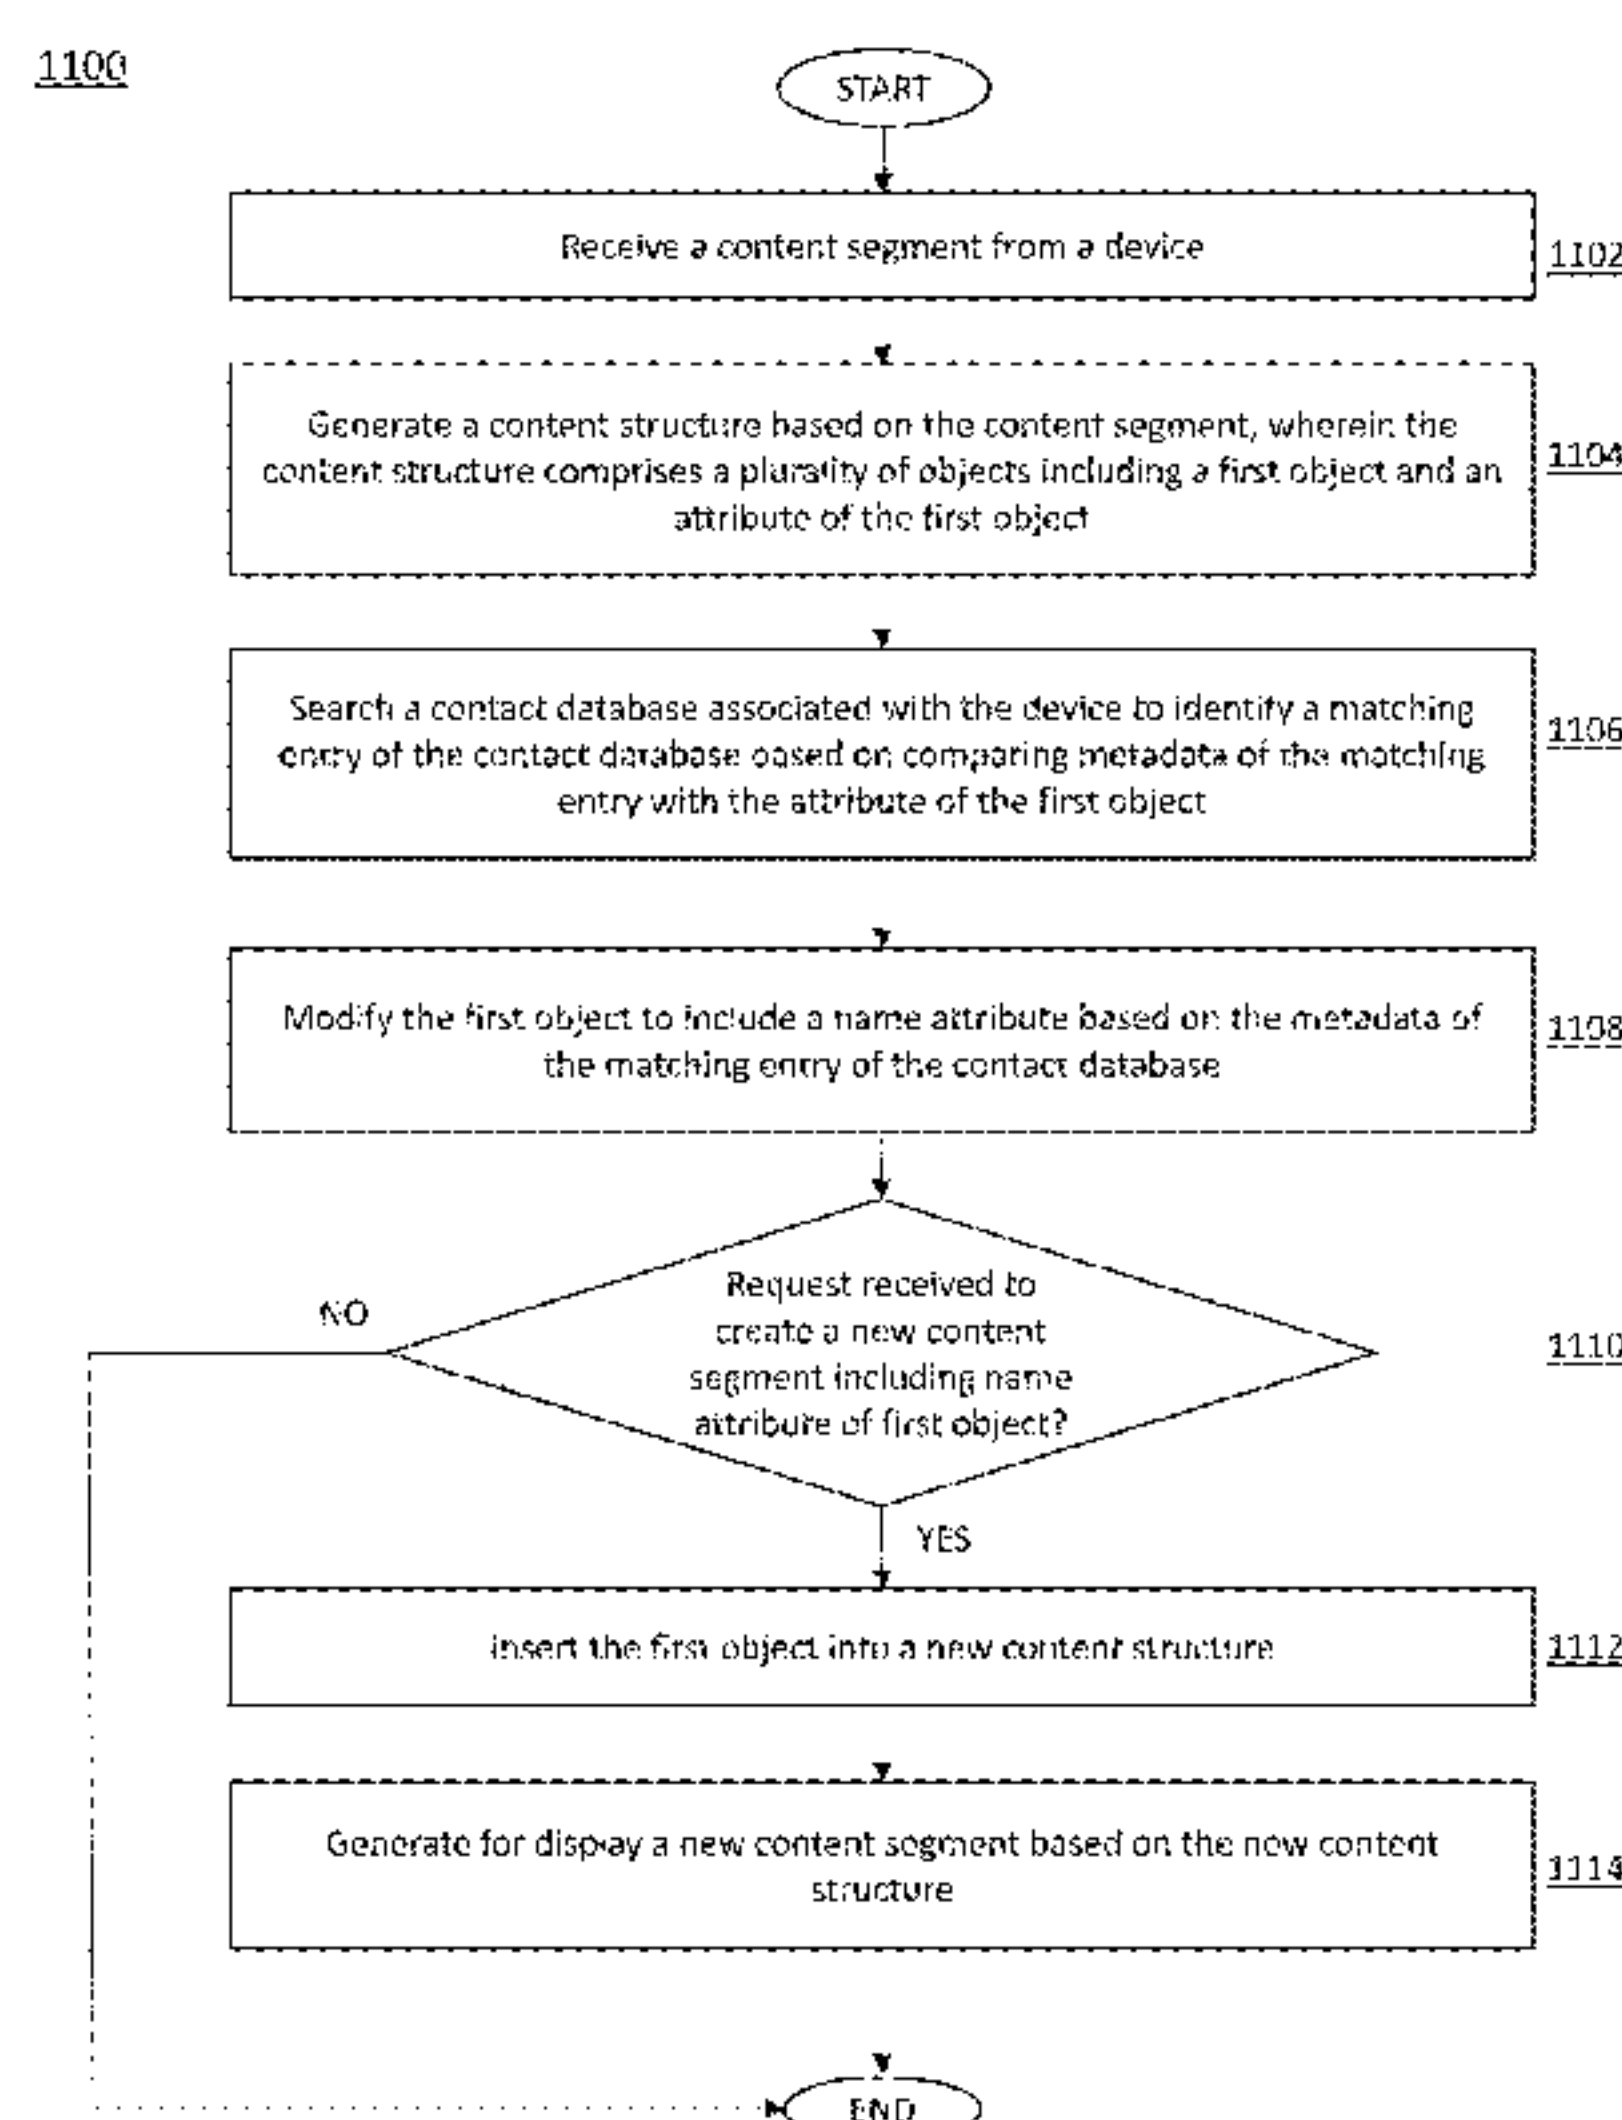 1100
START
Receive a content segment from a device
1102
Generate a content structure based on the content segment, wherein the
content structure comprises a plurality of objects including a first object and an
attribute of the first object
1104
Search a contact database associated with the device to identify a matching
entry of the contact database based on comparing metadata of the matching
entry with the attribute of the first object
1106
Modify the first object to include a name attribute based on the metadata of
the matching entry of the contact database
1108
NO
Request received to
create a new content
segment including name
attribute of first object?
1110
YES
Insert the first object into a new content structure
1112
Generate for display a new content segment based on the new content
structure
1114
END